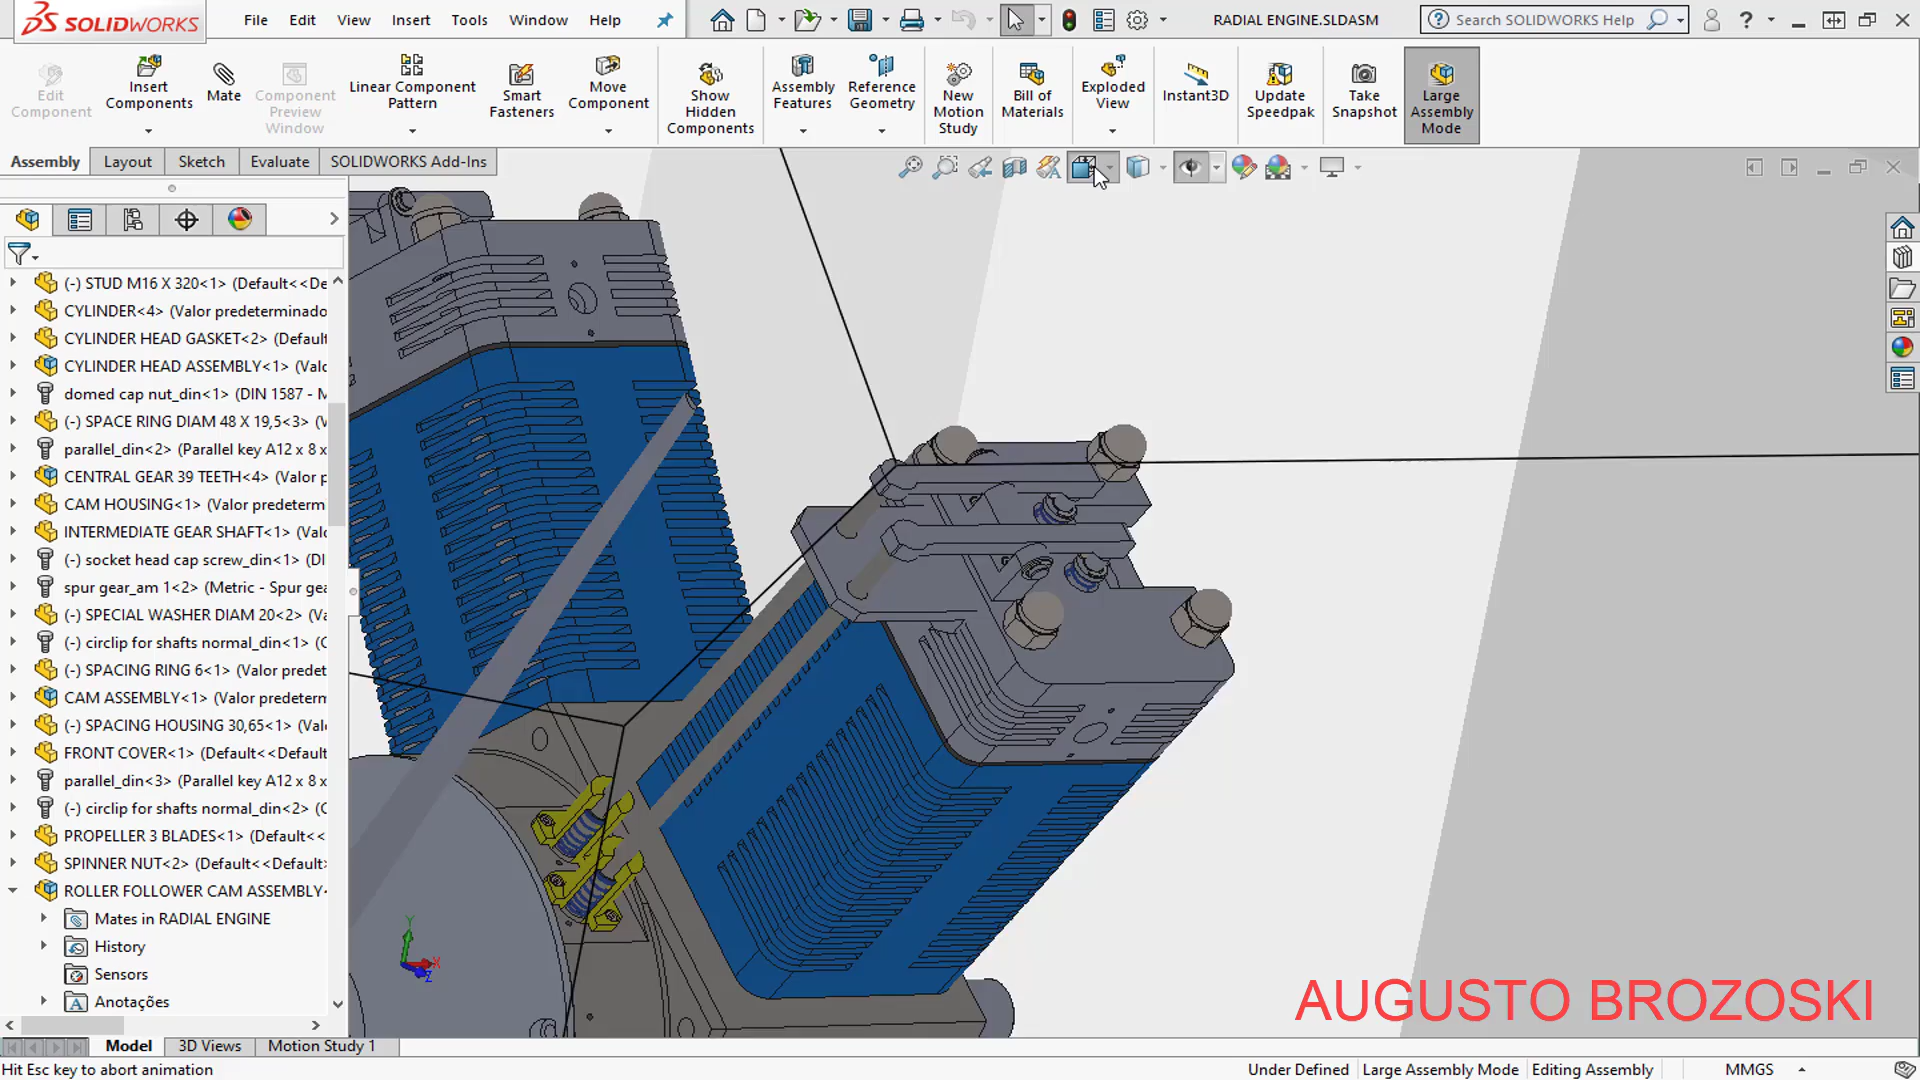 SOLIDWORKS
File Edit View Insert Tools Window Help
RADIAL ENGINE.SLDASM
Search SOLIDWORKS Help
Edit Component
Insert Components
Mate
Component Preview Window
Linear Component Pattern
Smart Fasteners
Move Component
Show Hidden Components
Assembly Features
Reference Geometry
New Motion Study
Bill of Materials
Exploded View
Instant3D
Update Speedpak
Take Snapshot
Large Assembly Mode
Assembly Layout Sketch Evaluate SOLIDWORKS Add-Ins
(-) STUD M16 X 320<1> (Default<<De
CYLINDER<4> (Valor predeterminado
CYLINDER HEAD GASKET<2> (Default
CYLINDER HEAD ASSEMBLY<1> (Valo
domed cap nut_din<1> (DIN 1587 - M
(-) SPACE RING DIAM 48 X 19,5<3> (V
parallel_din<2> (Parallel key A12 x 8 x
CENTRAL GEAR 39 TEETH<4> (Valor p
CAM HOUSING<1> (Valor predeterm
INTERMEDIATE GEAR SHAFT<1> (Valo
(-) socket head cap screw_din<1> (DI
spur gear_am 1<2> (Metric - Spur gea
(-) SPECIAL WASHER DIAM 20<2> (Va
(-) circlip for shafts normal_din<1> (C
(-) SPACING RING 6<1> (Valor predet
CAM ASSEMBLY<1> (Valor predeterm
(-) SPACING HOUSING 30,65<1> (Valo
FRONT COVER<1> (Default<<Default
parallel_din<3> (Parallel key A12 x 8 x
(-) circlip for shafts normal_din<2> (C
PROPELLER 3 BLADES<1> (Default<<
SPINNER NUT<2> (Default<<Default>
ROLLER FOLLOWER CAM ASSEMBLY<
Mates in RADIAL ENGINE
History
Sensors
Anotações
Y
X
Z
AUGUSTO BROZOSKI
Model 3D Views Motion Study 1
Hit Esc key to abort animation
Under Defined Large Assembly Mode Editing Assembly MMGS